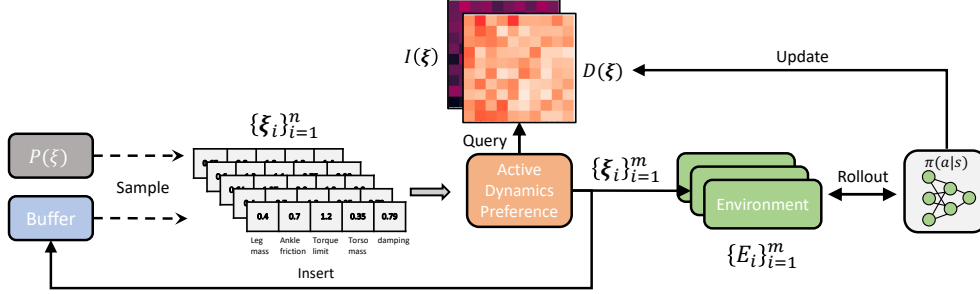 I(ξ)
D(ξ)
Update
{ξ_i}_{i=1}^n
P(ξ)
Sample
Buffer
0.4 0.7 1.2 0.35 0.79
Leg mass
Ankle friction
Torque limit
Torso mass
damping
Insert
Query
Active
Dynamics
Preference
{ξ_i}_{i=1}^m
Environment
{E_i}_{i=1}^m
Rollout
π(a|s)